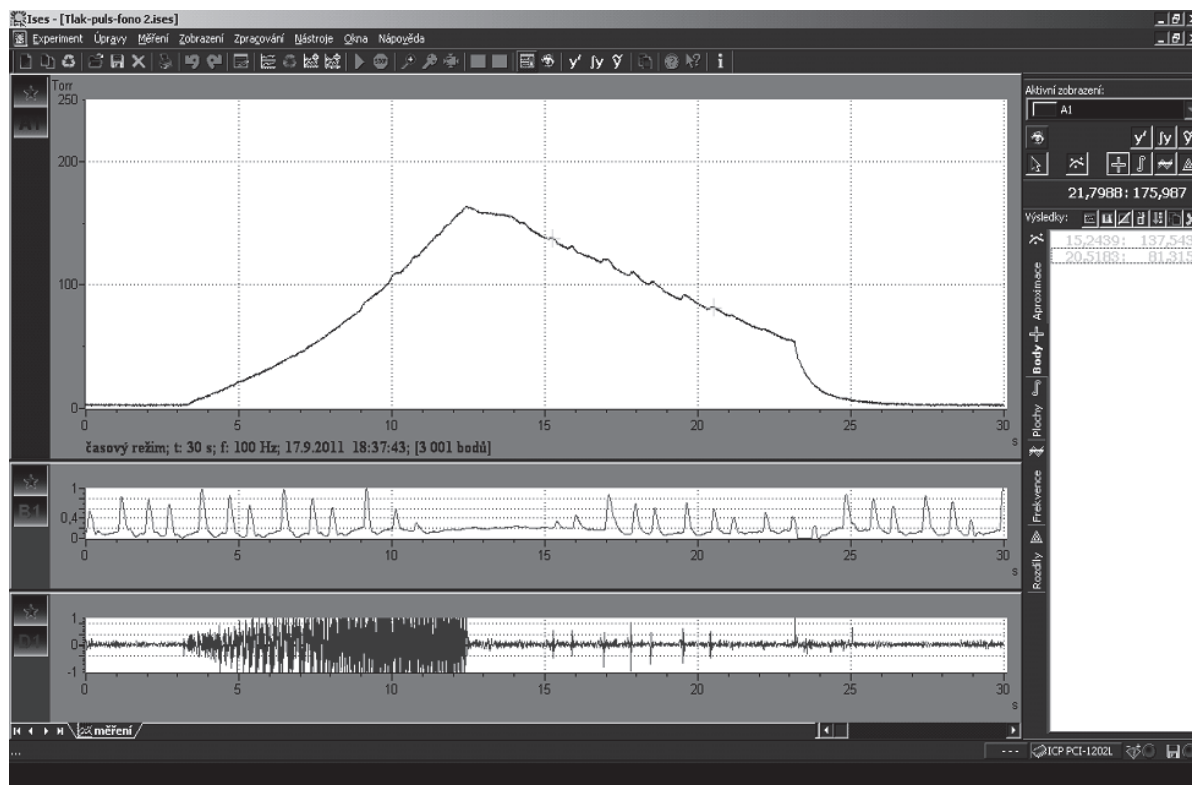 Ises - [Tlak-puls-fono 2.ises]
Experiment Úpravy Měření Zobrazení Zpracování Nástroje Okna Nápověda
STOP y' ∫y ŷ i
A1
Torr
250
200
100
0
0 5 10 15 20 25 30
s
časový režim; t: 30 s; f: 100 Hz; 17.9.2011 18:37:43; [3 001 bodů]
B1
1
0,4
0
0 5 10 15 20 25 30
s
D1
1
0
-1
0 5 10 15 20 25 30
s
měření
...
Aktivní zobrazení:
A1
y' ∫y ŷ
21,7988: 175,987
Výsledky:
15,2439: 137,543
20,5183: 81,315
Aproximace
Body
Plochy
Frekvence
Rozdíly
--- ICP PCI-1202L